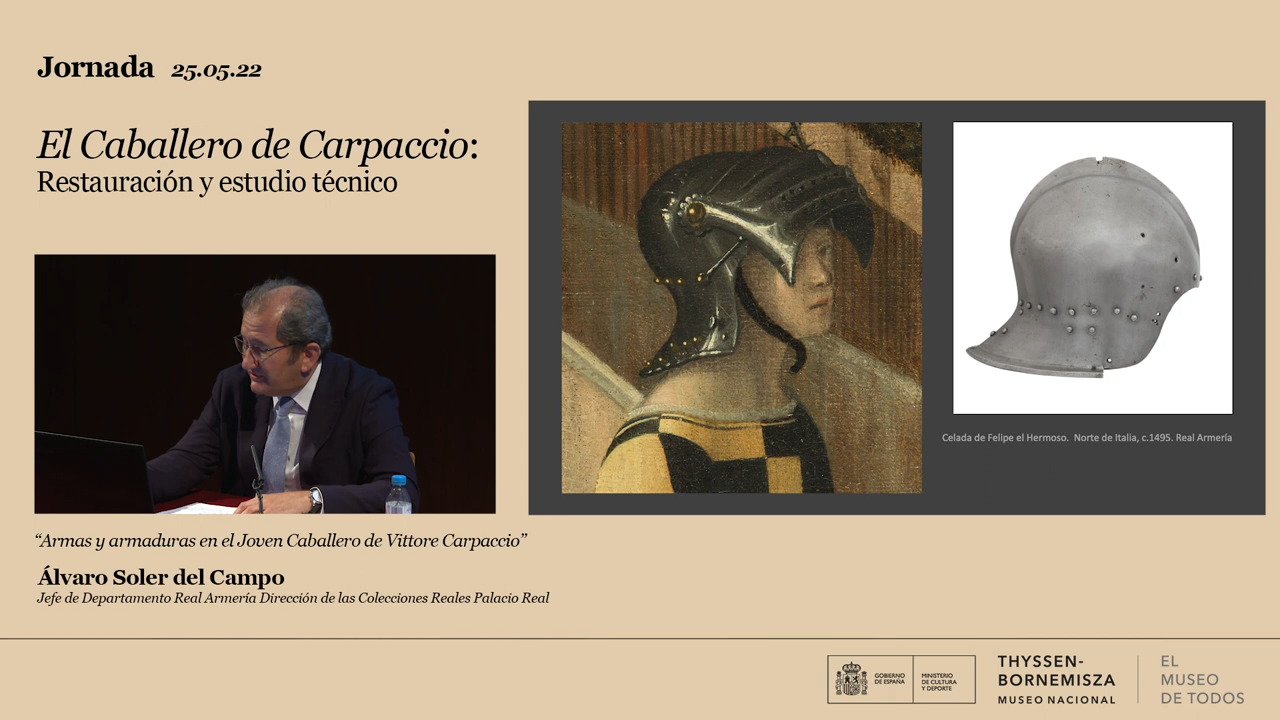 Jornada 25.05.22
El Caballero de Carpaccio:
Restauración y estudio técnico
Celada de Felipe el Hermoso. Norte de Italia, c.1495. Real Armería
“Armas y armaduras en el Joven Caballero de Vittore Carpaccio”
Álvaro Soler del Campo
Jefe de Departamento Real Armería Dirección de las Colecciones Reales Palacio Real
GOBIERNO
DE ESPAÑA
MINISTERIO
DE CULTURA
Y DEPORTE
THYSSEN-
BORNEMISZA
MUSEO NACIONAL
EL
MUSEO
DE TODOS